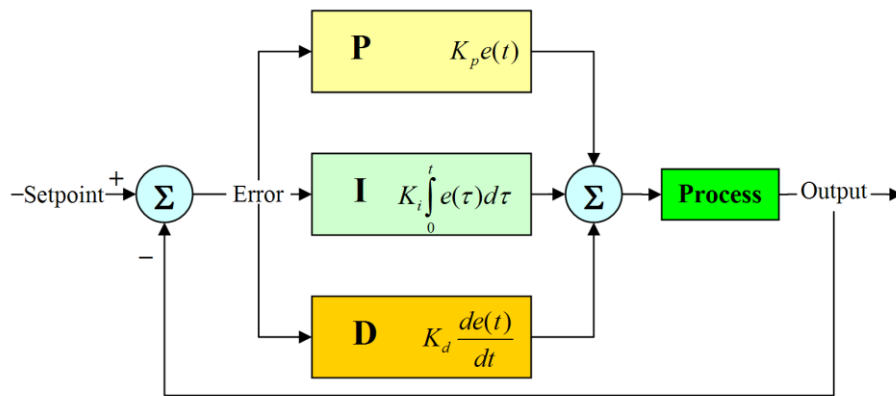 P K_p e(t)
–Setpoint + Σ Error I K_i ∫_0^t e(τ)dτ Σ Process Output
–
D K_d de(t)/dt